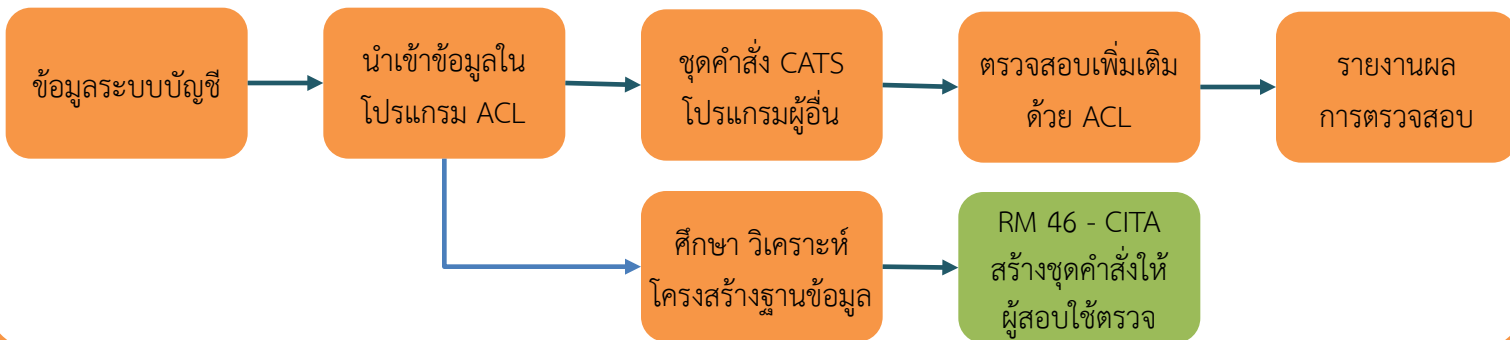 ข้อมูลระบบบัญชี
นำเข้าข้อมูลใน
โปรแกรม ACL
ชุดคำสั่ง CATS
โปรแกรมผู้อื่น
ตรวจสอบเพิ่มเติม
ด้วย ACL
รายงานผล
การตรวจสอบ
ศึกษา วิเคราะห์
โครงสร้างฐานข้อมูล
RM 46 - CITA
สร้างชุดคำสั่งให้
ผู้สอบใช้ตรวจ